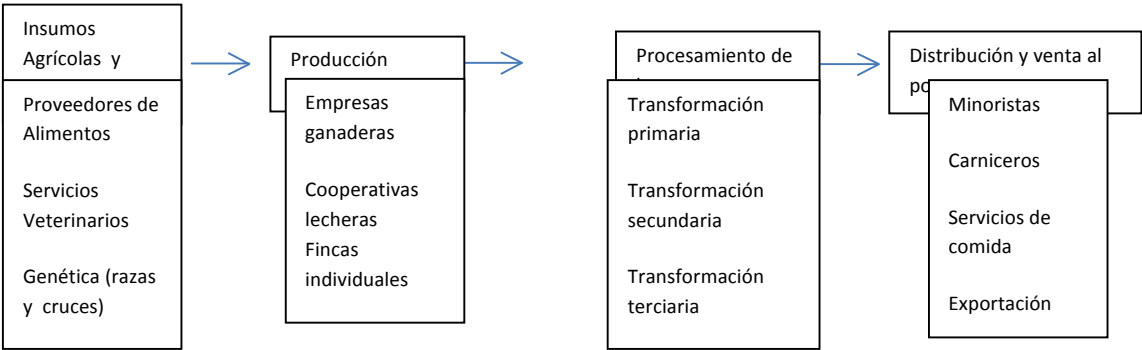 Insumos
Agrícolas y
Proveedores de
Alimentos
Servicios
Veterinarios
Genética (razas
y cruces)
Producción
Empresas
ganaderas
Cooperativas
lecheras
Fincas
individuales
Procesamiento de
Transformación
primaria
Transformación
secundaria
Transformación
terciaria
Distribución y venta al
Minoristas
Carniceros
Servicios de
comida
Exportación